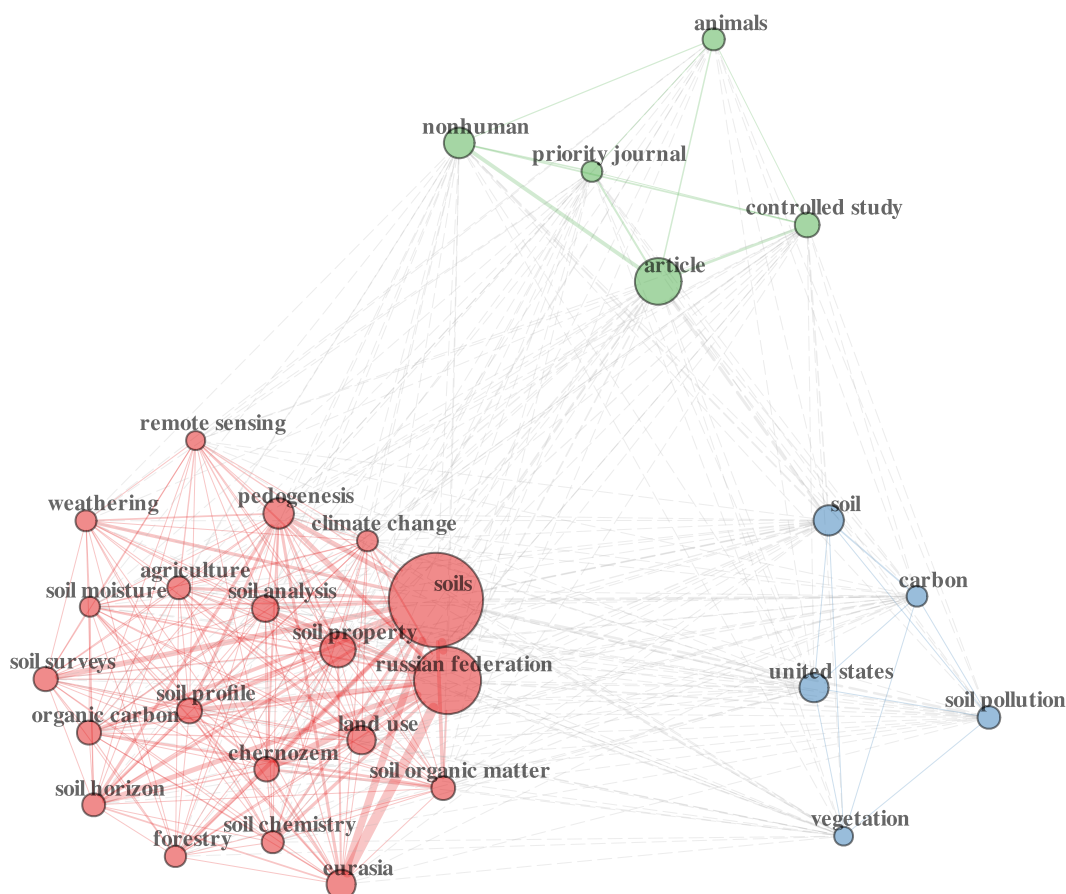 animals
nonhuman
priority journal
controlled study
article
remote sensing
weathering
pedogenesis
climate change
soil
agriculture
soils
carbon
soil moisture
soil analysis
soil property
soil surveys
russian federation
united states
soil profile
soil pollution
organic carbon
land use
chernozem
soil organic matter
soil horizon
soil chemistry
vegetation
forestry
eurasia